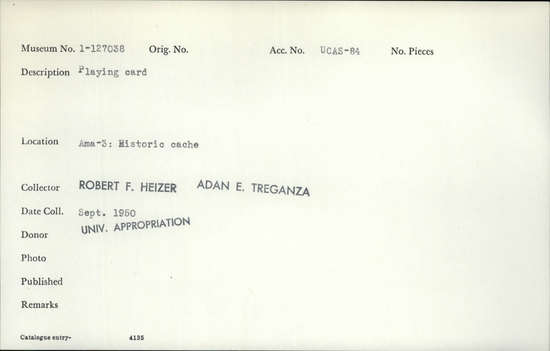 Museum No. 1-127038 Orig. No. Acc. No. UCAS-84 No. Pieces
Description Playing card
Location Ama-3: Historic cache
Collector ROBERT F. HEIZER ADAN E. TREGANZA
Date Coll. Sept. 1950
Donor UNIV. APPROPRIATION
Photo
Published
Remarks
Catalogue entry- 4135